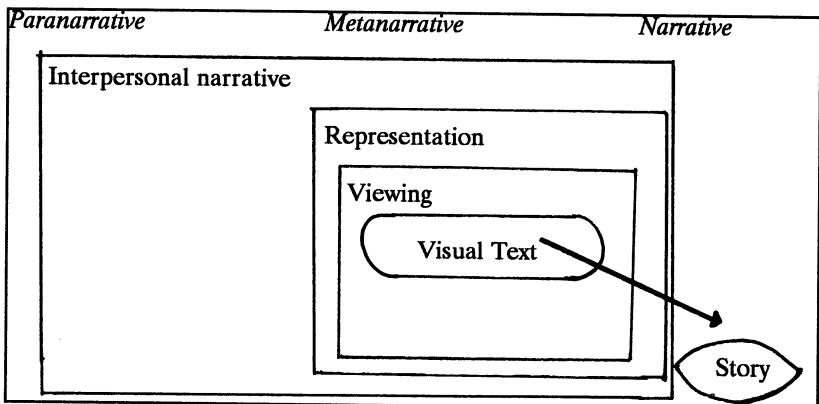 Paranarrative Metanarrative Narrative
Interpersonal narrative
Representation
Viewing
Visual Text
Story